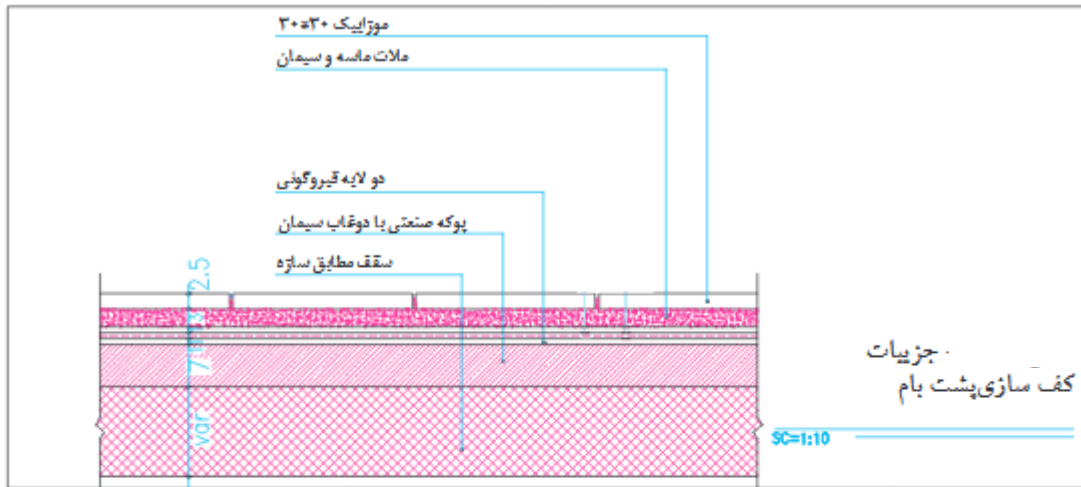 موزاییک ۳۰*۳۰
ملات ماسه و سیمان
دو لایه قیروگونی
پوکه صنعتی با دوغاب سیمان
سقف مطابق سازه
2.5
7
var
جزییات
کف سازی پشت بام
SC=1:10